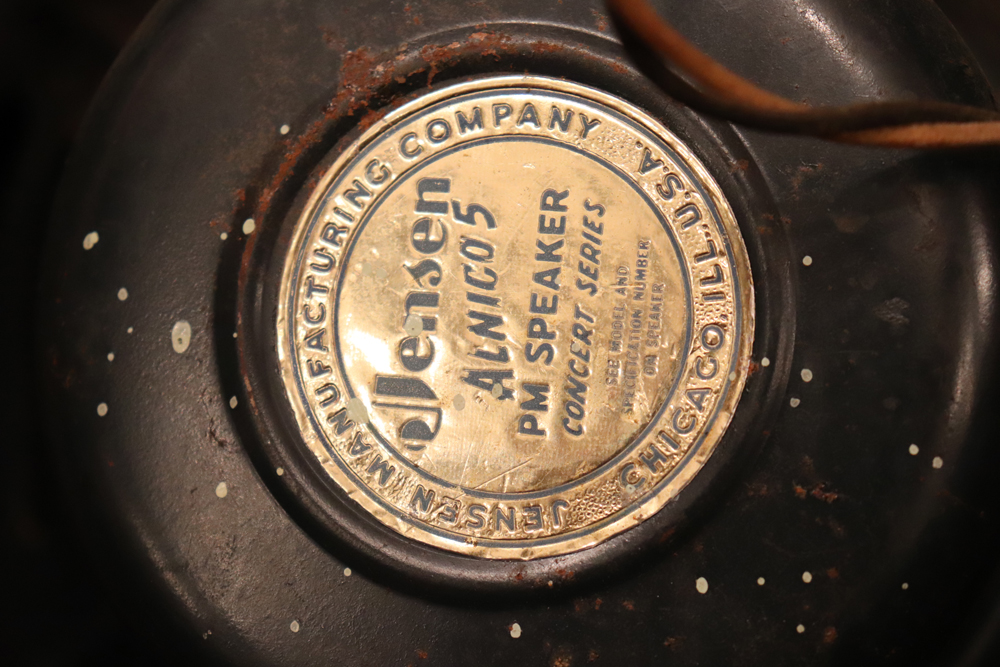 JENSEN MANUFACTURING COMPANY
CHICAGO, ILL. U.S.A.
Jensen
ALNICO 5
PM SPEAKER
CONCERT SERIES
SEE MODEL AND
SPECIFICATION NUMBER
ON SPEAKER